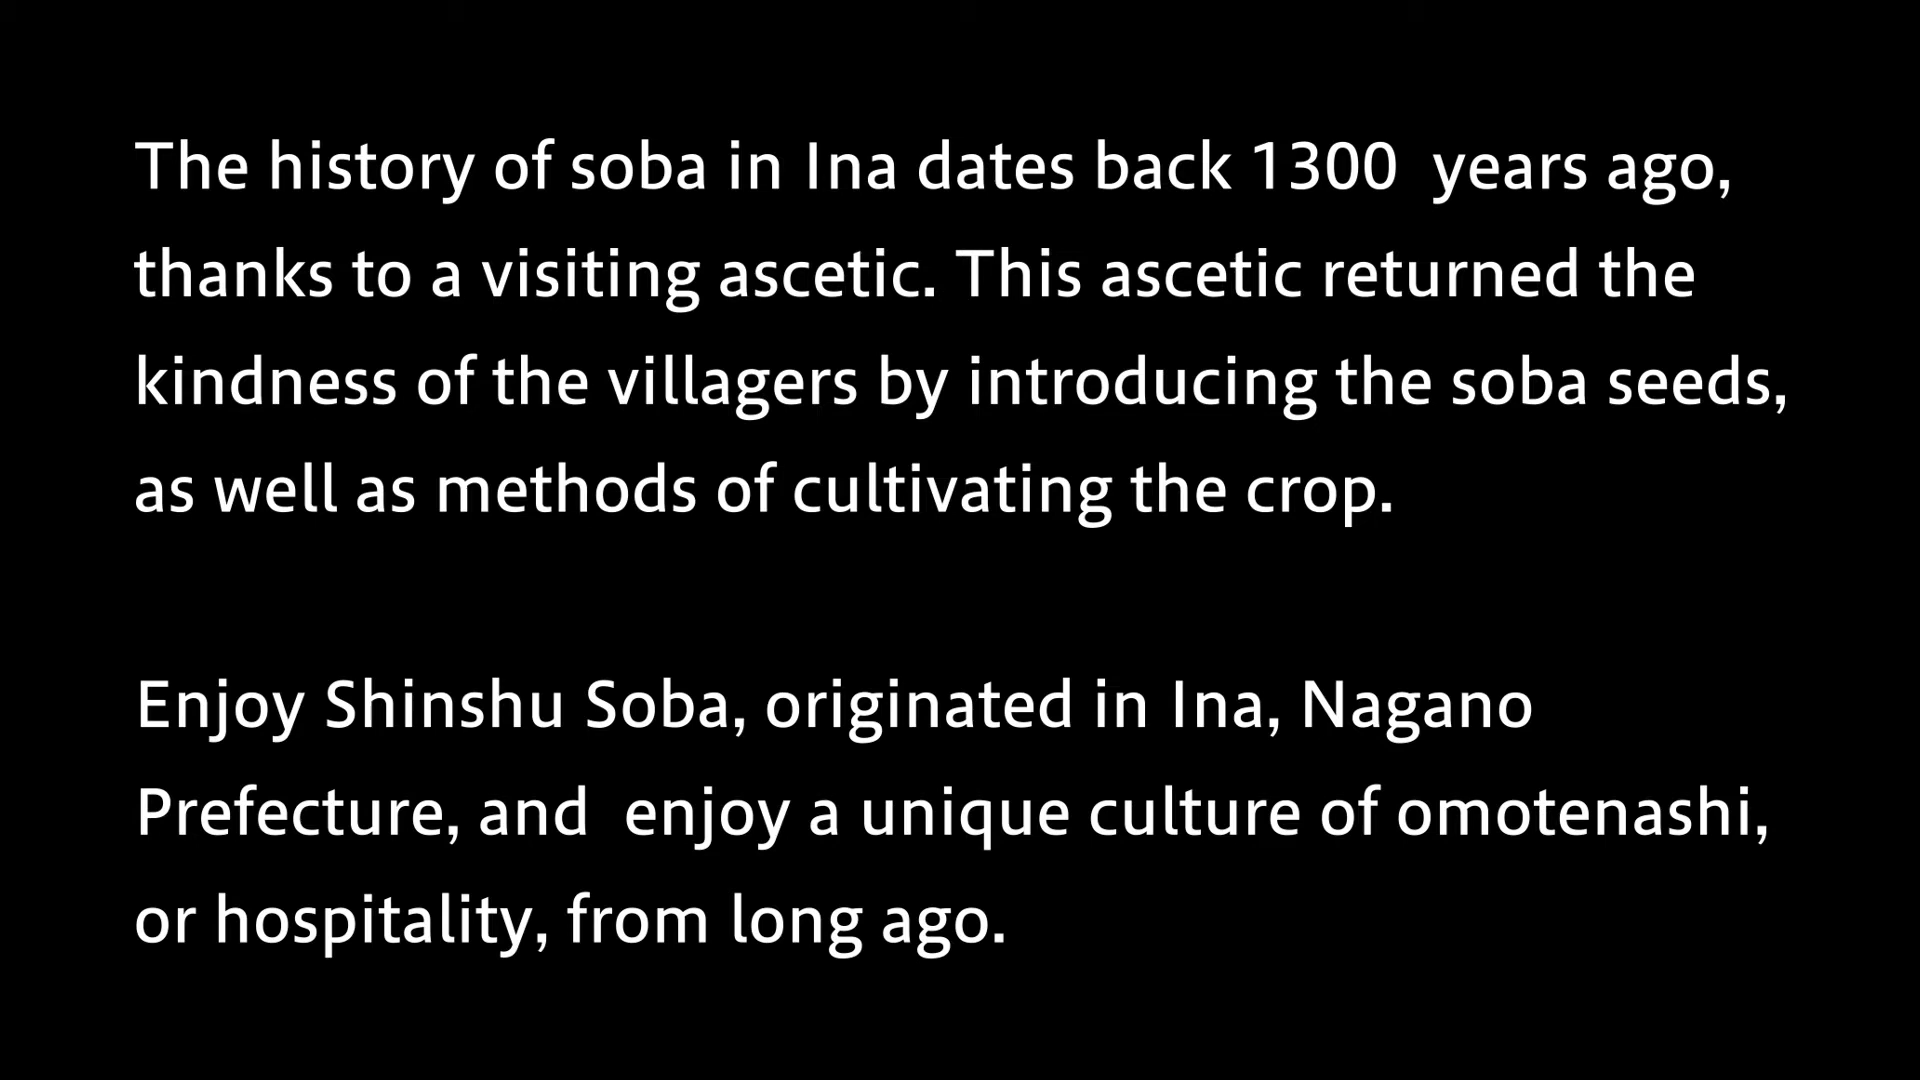 The history of soba in Ina dates back 1300  years ago,
thanks to a visiting ascetic. This ascetic returned the
kindness of the villagers by introducing the soba seeds,
as well as methods of cultivating the crop.
Enjoy Shinshu Soba, originated in Ina, Nagano
Prefecture, and  enjoy a unique culture of omotenashi,
or hospitality, from long ago.